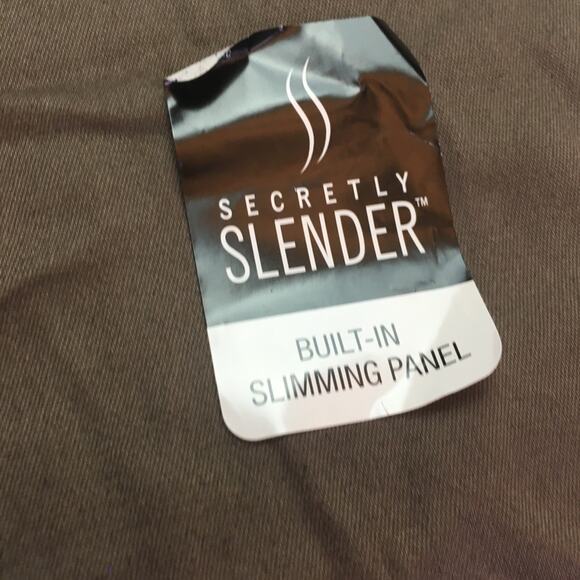 SECRETLY
SLENDER™
BUILT-IN
SLIMMING PANEL